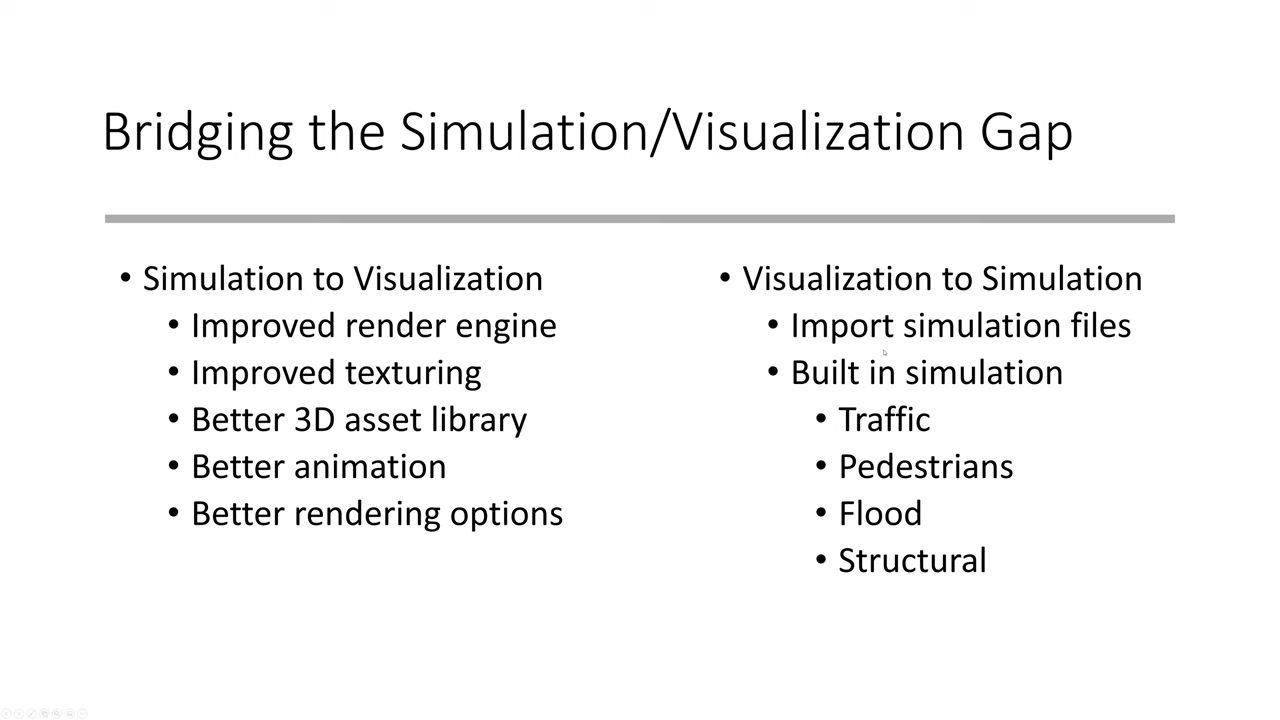 Bridging the Simulation/Visualization Gap
• Simulation to Visualization
• Improved render engine
• Improved texturing
• Better 3D asset library
• Better animation
• Better rendering options
• Visualization to Simulation
• Import simulation files
• Built in simulation
• Traffic
• Pedestrians
• Flood
• Structural